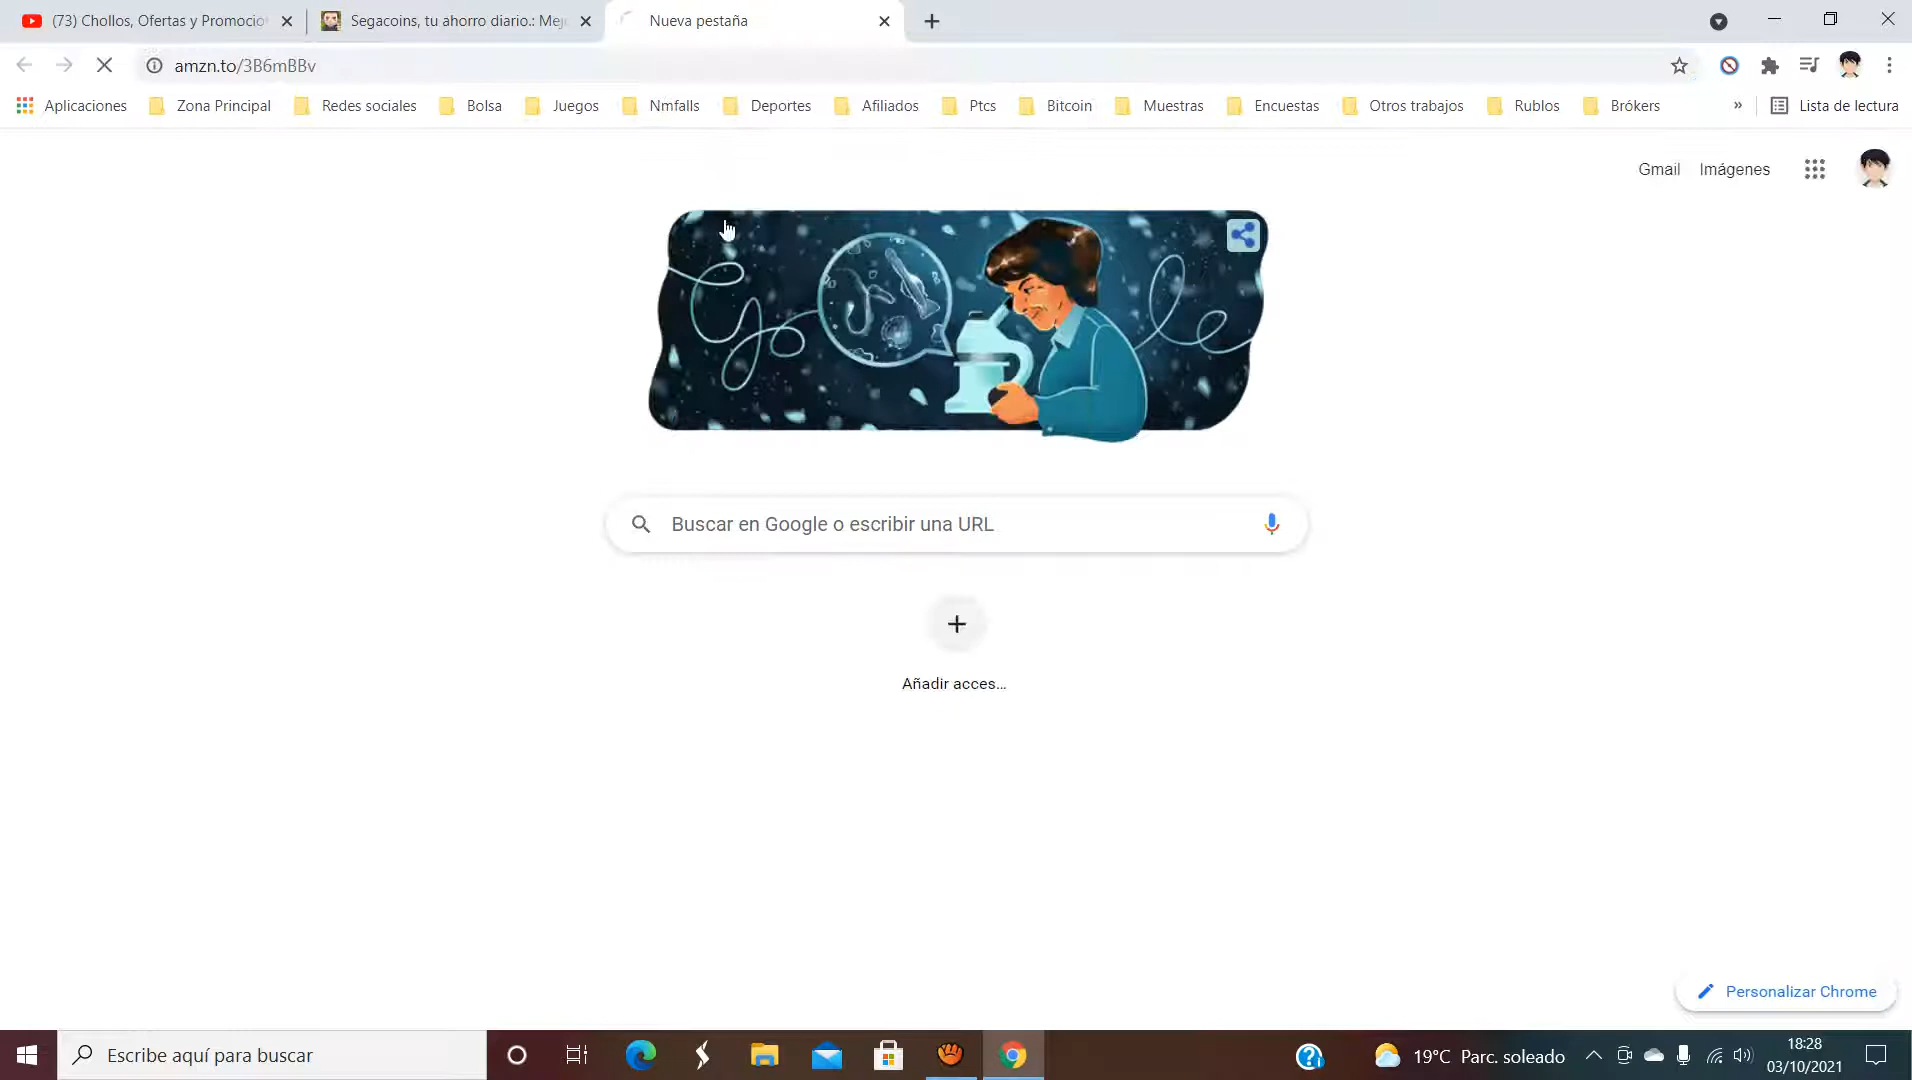 (73) Chollos, Ofertas y Promocio
Segacoins, tu ahorro diario.: Mej
Nueva pestaña
amzn.to/3B6mBBv
Aplicaciones
Zona Principal
Redes sociales
Bolsa
Juegos
Nmfalls
Deportes
Afiliados
Ptcs
Bitcoin
Muestras
Encuestas
Otros trabajos
Rublos
Brókers
»
Lista de lectura
Gmail
Imágenes
Go le
Buscar en Google o escribir una URL
Añadir acces...
Personalizar Chrome
Escribe aquí para buscar
19°C Parc. soleado
18:28
03/10/2021